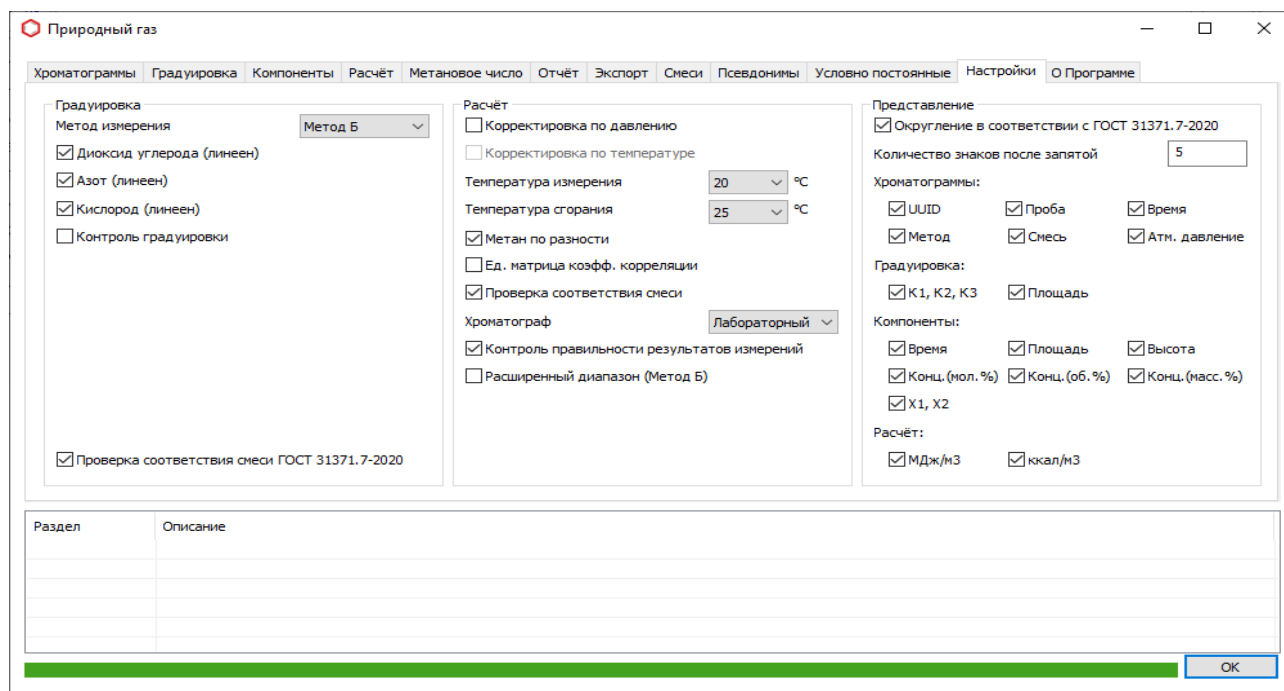 Природный газ
Хроматограммы Градуировка Компоненты Расчёт Метановое число Отчёт Экспорт Смеси Псевдонимы Условно постоянные Настройки О Программе
Градуировка
Метод измерения Метод Б
Диоксид углерода (линеен)
Азот (линеен)
Кислород (линеен)
Контроль градуировки
Проверка соответствия смеси ГОСТ 31371.7-2020
Расчёт
Корректировка по давлению
Корректировка по температуре
Температура измерения 20 °C
Температура сгорания 25 °C
Метан по разности
Ед. матрица коэфф. корреляции
Проверка соответствия смеси
Хроматограф Лабораторный
Контроль правильности результатов измерений
Расширенный диапазон (Метод Б)
Представление
Округление в соответствии с ГОСТ 31371.7-2020
Количество знаков после запятой 5
Хроматограммы:
UUID Проба Время
Метод Смесь Атм. давление
Градуировка:
К1, К2, К3 Площадь
Компоненты:
Время Площадь Высота
Конц.(мол.%) Конц.(об.%) Конц.(масс.%)
X1, X2
Расчёт:
МДж/м3 ккал/м3
Раздел Описание
OK